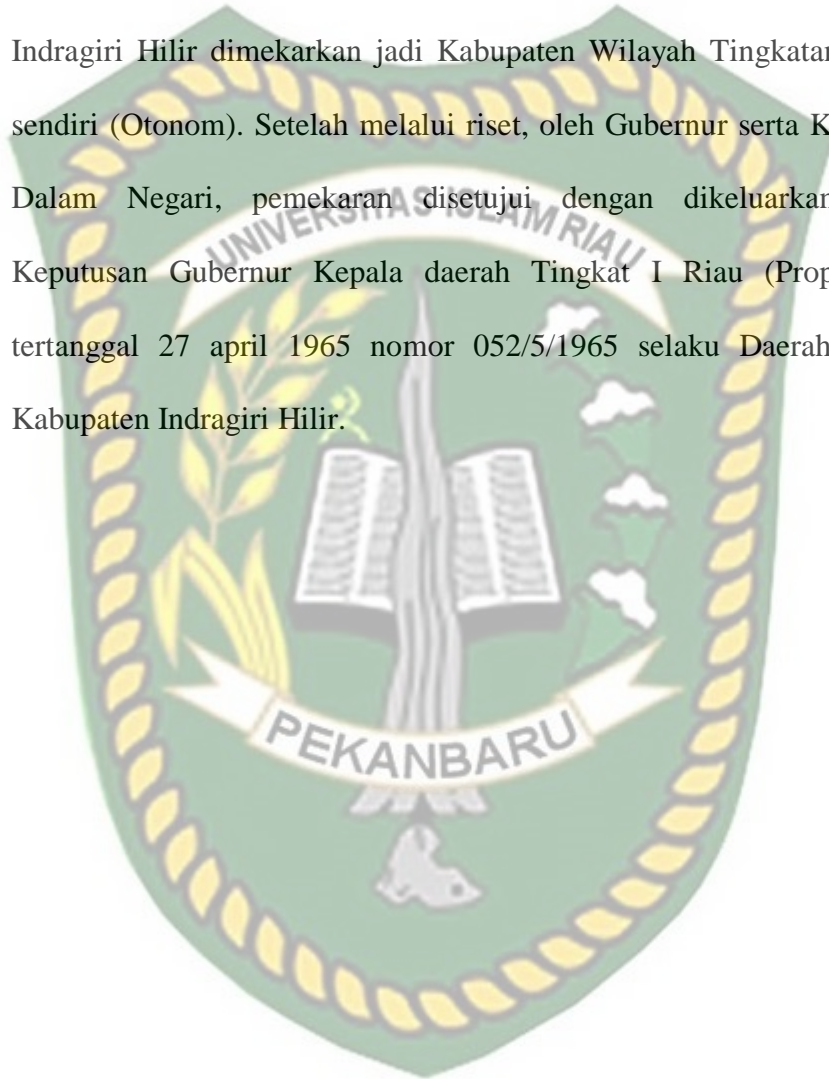 Indragiri Hilir dimekarkan jadi Kabupaten Wilayah Tingkatan
sendiri (Otonom). Setelah melalui riset, oleh Gubernur serta K
Dalam Negari, pemekaran disetujui dengan dikeluarkan
UNIVERSITAS ISLAM RIAU
Keputusan Gubernur Kepala daerah Tingkat I Riau (Prop
tertanggal 27 april 1965 nomor 052/5/1965 selaku Daerah
Kabupaten Indragiri Hilir.
PEKANBARU